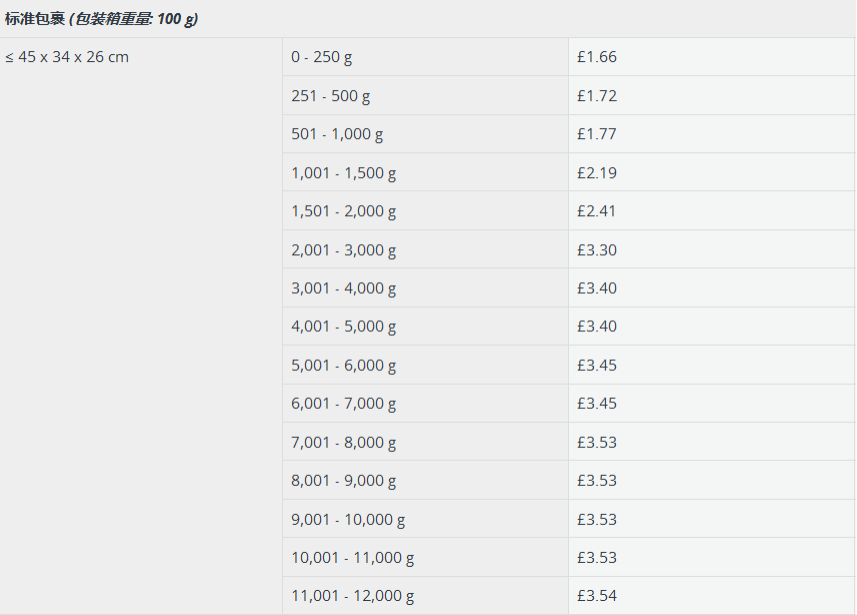 标准包裹 (包装箱重量: 100 g)
≤ 45 x 34 x 26 cm 0 - 250 g £1.66
251 - 500 g £1.72
501 - 1,000 g £1.77
1,001 - 1,500 g £2.19
1,501 - 2,000 g £2.41
2,001 - 3,000 g £3.30
3,001 - 4,000 g £3.40
4,001 - 5,000 g £3.40
5,001 - 6,000 g £3.45
6,001 - 7,000 g £3.45
7,001 - 8,000 g £3.53
8,001 - 9,000 g £3.53
9,001 - 10,000 g £3.53
10,001 - 11,000 g £3.53
11,001 - 12,000 g £3.54